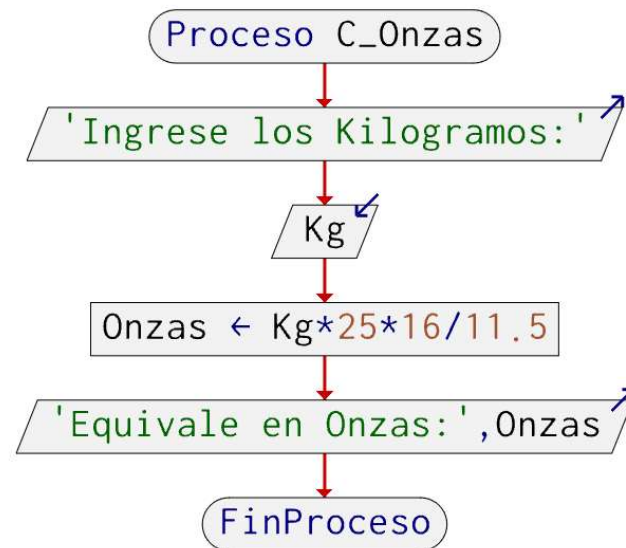 Proceso C_Onzas
'Ingrese los Kilogramos:'
Kg
Onzas ← Kg*25*16/11.5
'Equivale en Onzas:',Onzas
FinProceso